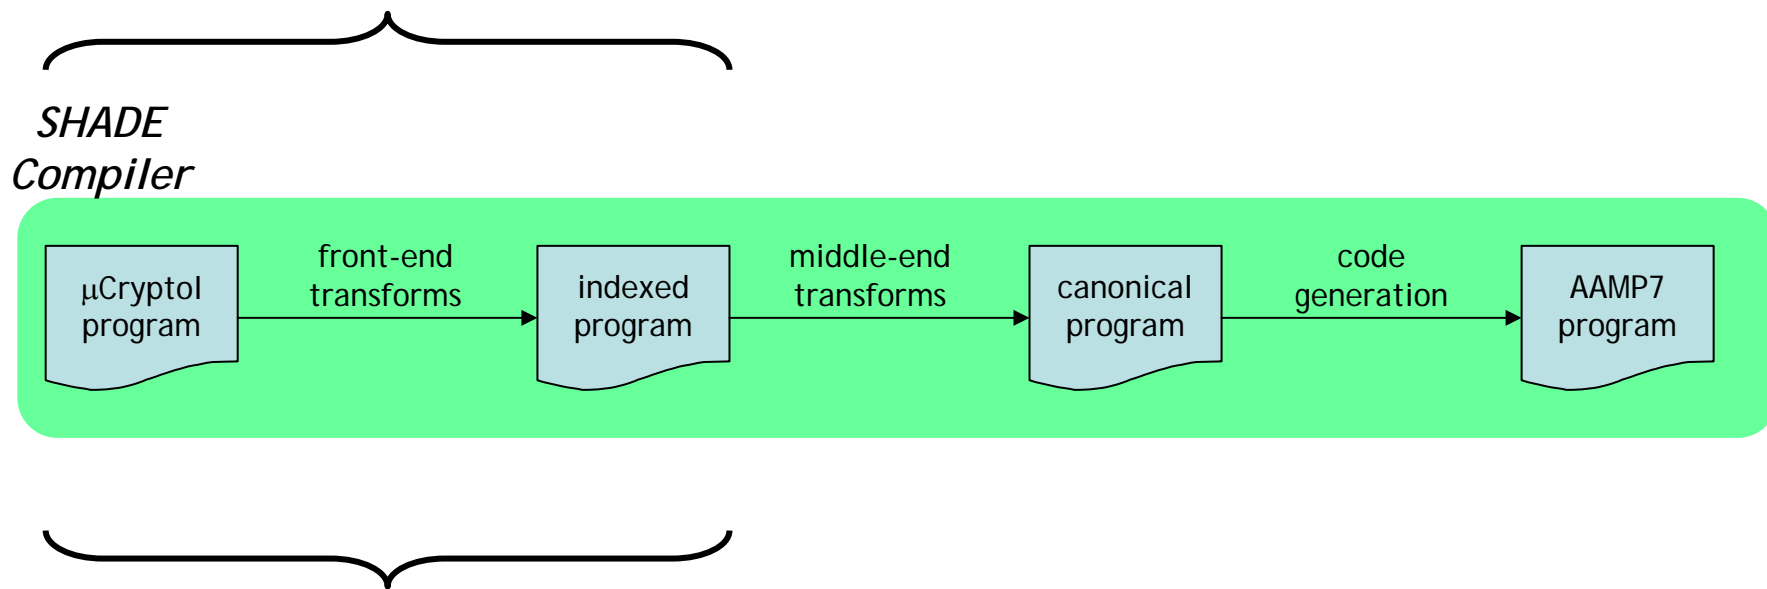 SHADE
Compiler
μCryptol
program
front-end
transforms
indexed
program
middle-end
transforms
canonical
program
code
generation
AAMP7
program